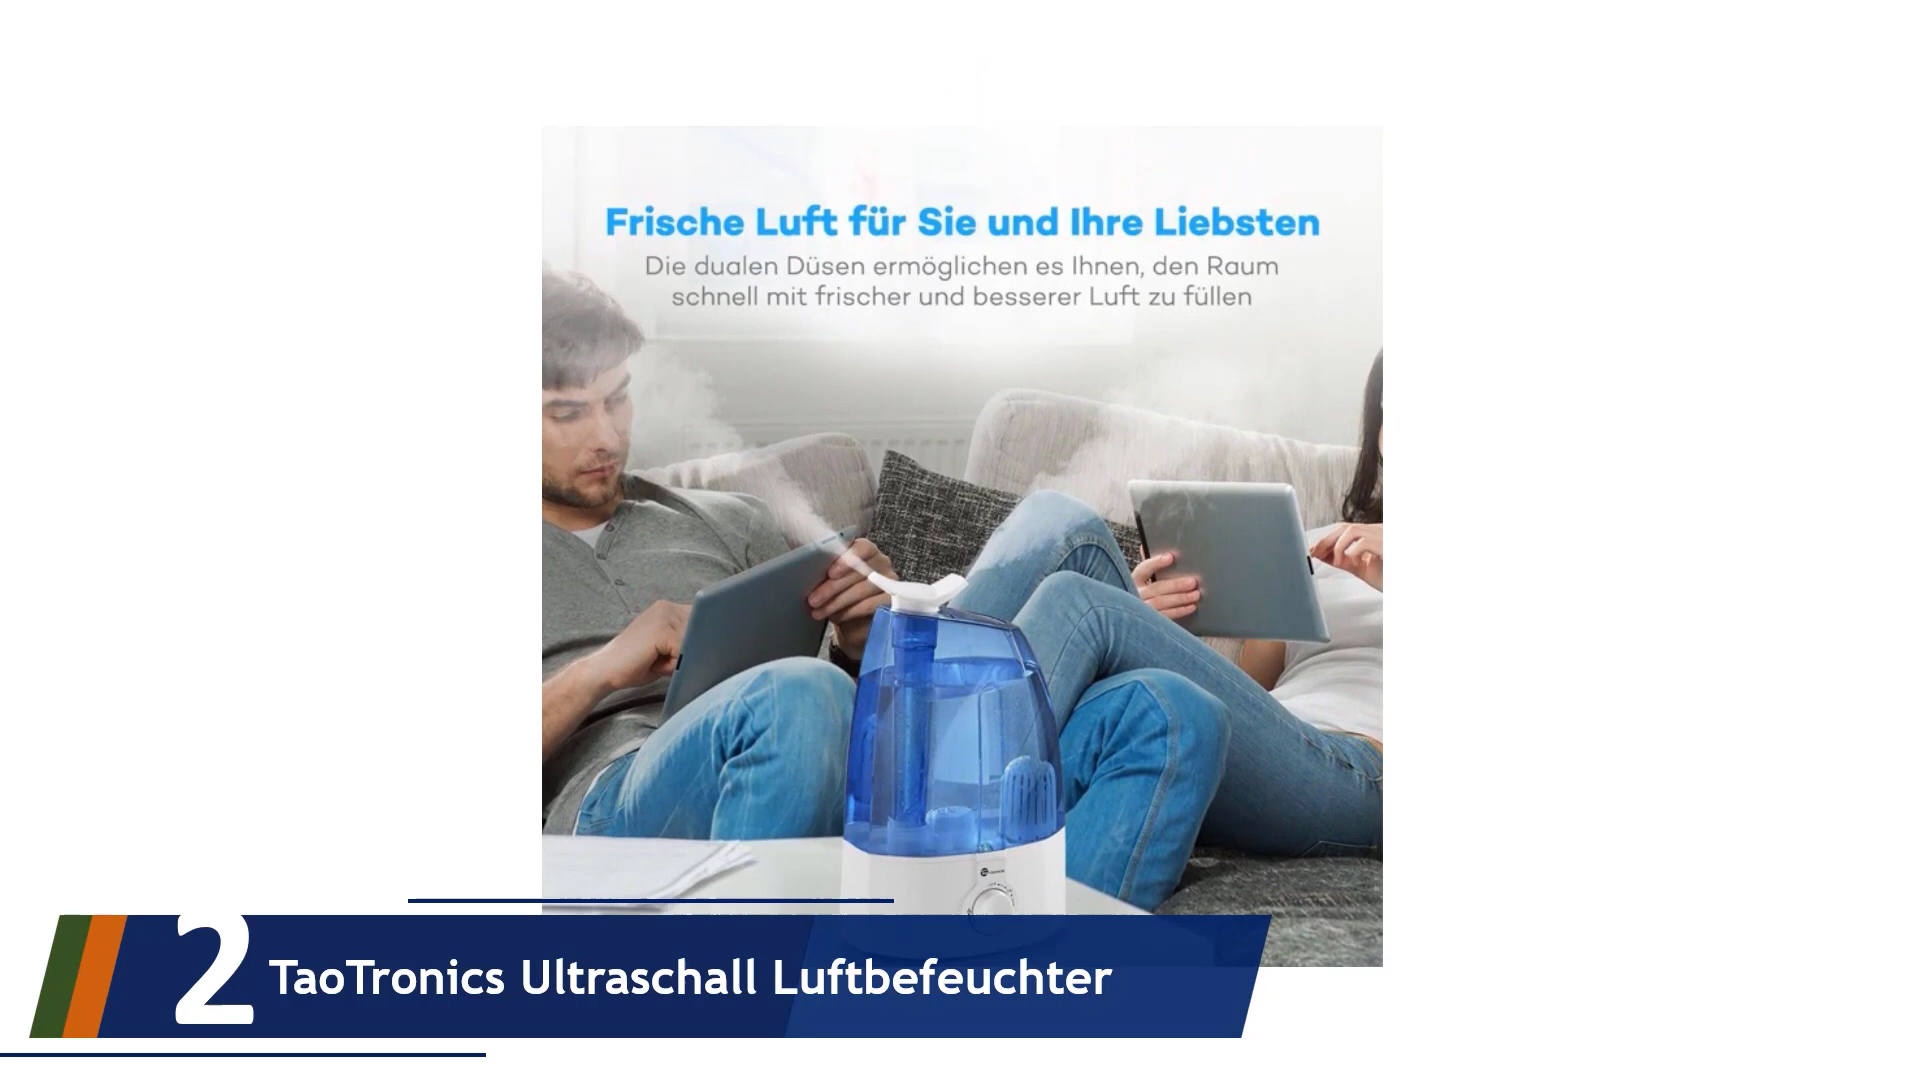 Frische Luft für Sie und Ihre Liebsten
Die dualen Düsen ermöglichen es Ihnen, den Raum
schnell mit frischer und besserer Luft zu füllen
2 TaoTronics Ultraschall Luftbefeuchter